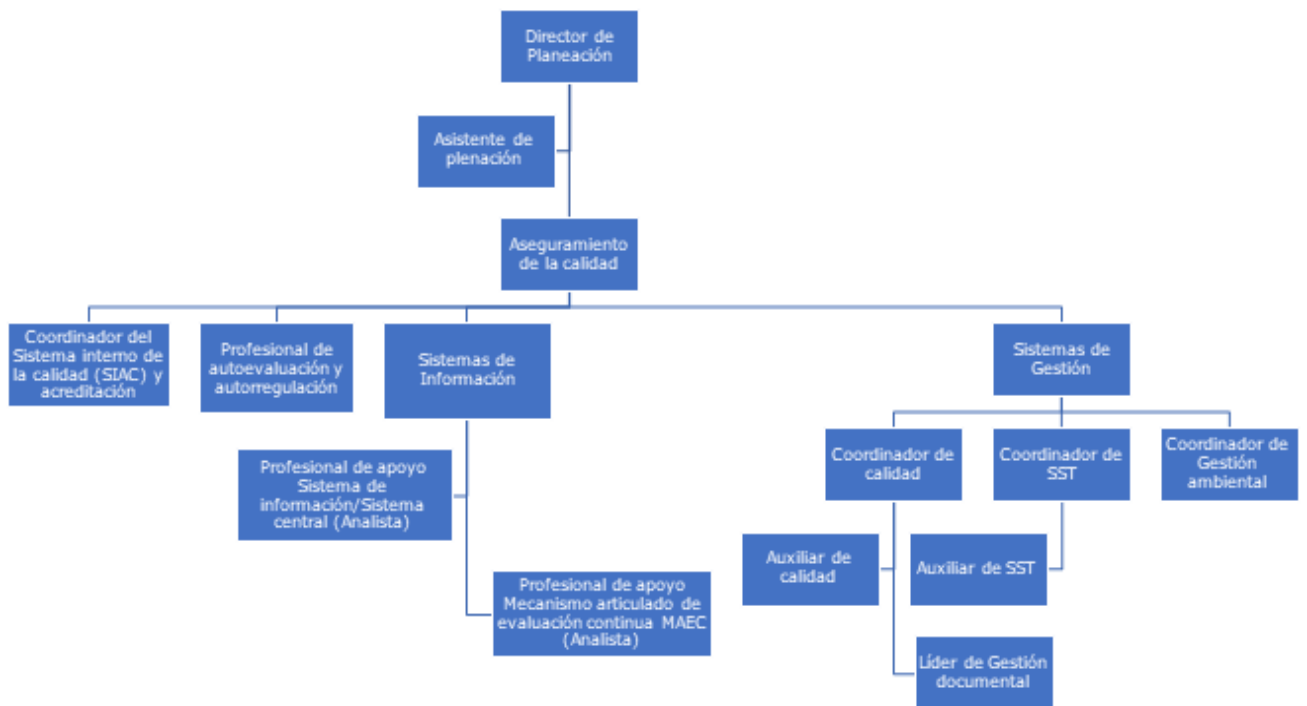 Director de
Planeación
Asistente de
plenación
Aseguramiento
de la calidad
Coordinador del
Sistema interno de
la calidad (SIAC) y
acreditación
Profesional de
autoevaluación y
autorregulación
Sistemas de
Información
Sistemas de
Gestión
Profesional de apoyo
Sistema de
información/Sistema
central (Analista)
Profesional de apoyo
Mecanismo articulado de
evaluación continua MAEC
(Analista)
Coordinador de
calidad
Coordinador de
SST
Coordinador de
Gestión
ambiental
Auxiliar de
calidad
Auxiliar de SST
Líder de Gestión
documental